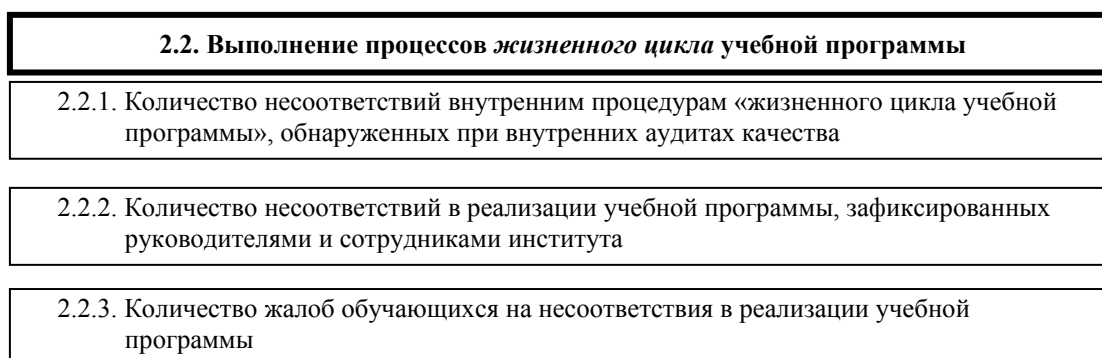 2.2. Выполнение процессов жизненного цикла учебной программы
2.2.1. Количество несоответствий внутренним процедурам «жизненного цикла учебной
программы», обнаруженных при внутренних аудитах качества
2.2.2. Количество несоответствий в реализации учебной программы, зафиксированных
руководителями и сотрудниками института
2.2.3. Количество жалоб обучающихся на несоответствия в реализации учебной
программы